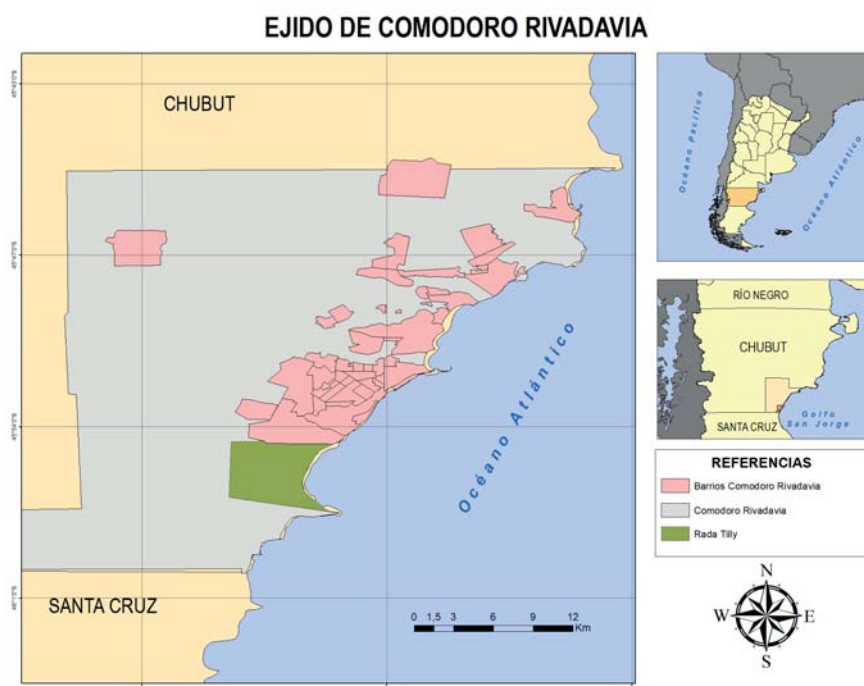 EJIDO DE COMODORO RIVADAVIA
CHUBUT
SANTA CRUZ
Océano Atlántico
0 1,5 3 6 9 12
Km
Océano Pacífico
Océano Atlántico
RÍO NEGRO
CHUBUT
SANTA CRUZ
Golfo
San Jorge
REFERENCIAS
Barrios Comodoro Rivadavia
Comodoro Rivadavia
Rada Tilly
N
W
E
S